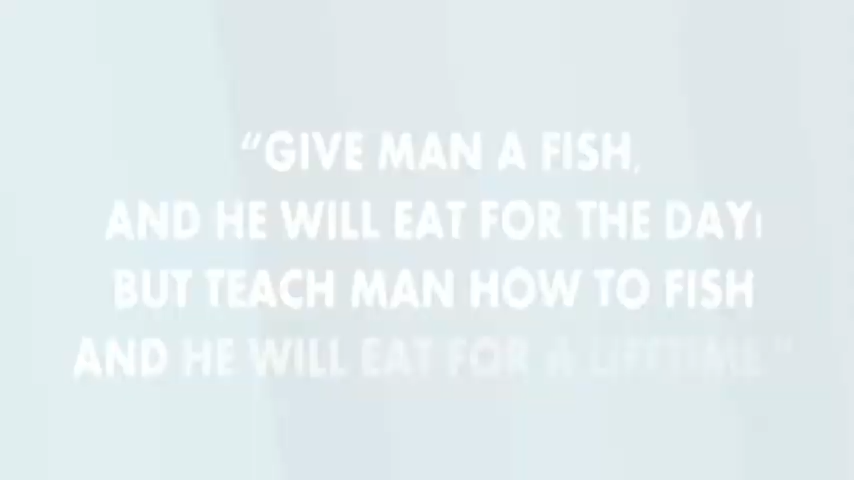 “GIVE MAN A FISH,
AND HE WILL EAT FOR THE DAY;
BUT TEACH MAN HOW TO FISH
AND HE WILL EAT FOR A LIFETIME.”